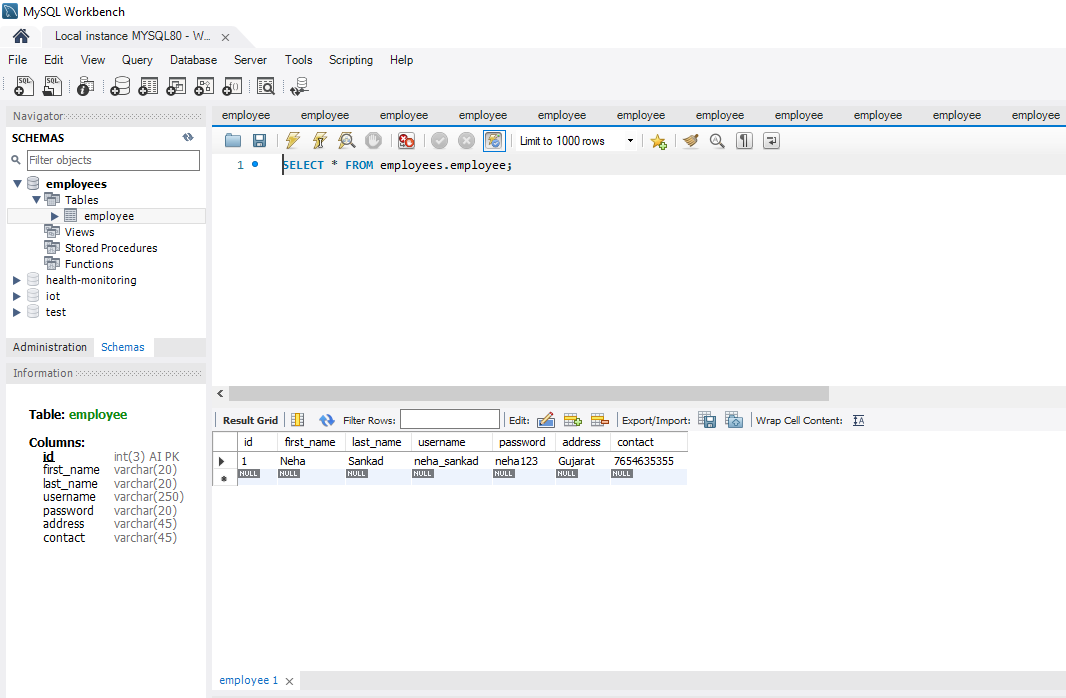 MySQL Workbench
Local instance MYSQL80 - W...
File Edit View Query Database Server Tools Scripting Help
Navigator
SCHEMAS
Filter objects
employees
Tables
employee
Views
Stored Procedures
Functions
health-monitoring
iot
test
Administration Schemas
Information
Table: employee
Columns:
id int(3) AI PK
first_name varchar(20)
last_name varchar(20)
username varchar(250)
password varchar(20)
address varchar(45)
contact varchar(45)
employee employee employee employee employee employee employee employee employee employee employee
Limit to 1000 rows
1 SELECT * FROM employees.employee;
Result Grid Filter Rows: Edit: Export/Import: Wrap Cell Content:
id first_name last_name username password address contact
1 Neha Sankad neha_sankad neha123 Gujarat 7654635355
NULL NULL NULL NULL NULL NULL NULL
employee 1